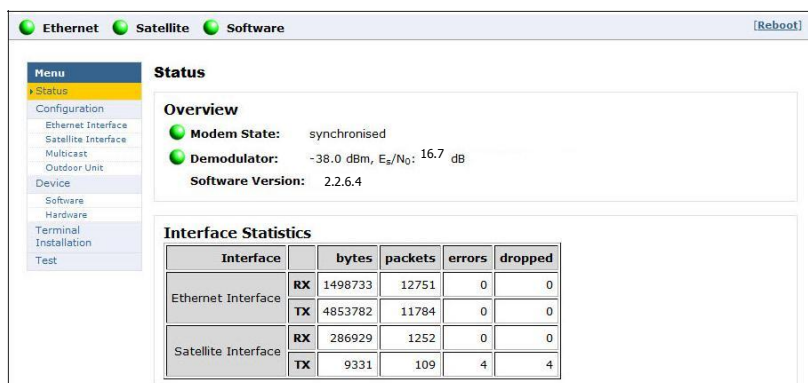 Ethernet Satellite Software [Reboot]
Menu
Status
Configuration
Ethernet Interface
Satellite Interface
Multicast
Outdoor Unit
Device
Software
Hardware
Terminal
Installation
Test
Status
Overview
Modem State: synchronised
Demodulator: -38.0 dBm, Es/N0: 16.7 dB
Software Version: 2.2.6.4
Interface Statistics
Interface bytes packets errors dropped
Ethernet Interface RX 1498733 12751 0 0
TX 4853782 11784 0 0
Satellite Interface RX 286929 1252 0 0
TX 9331 109 4 4